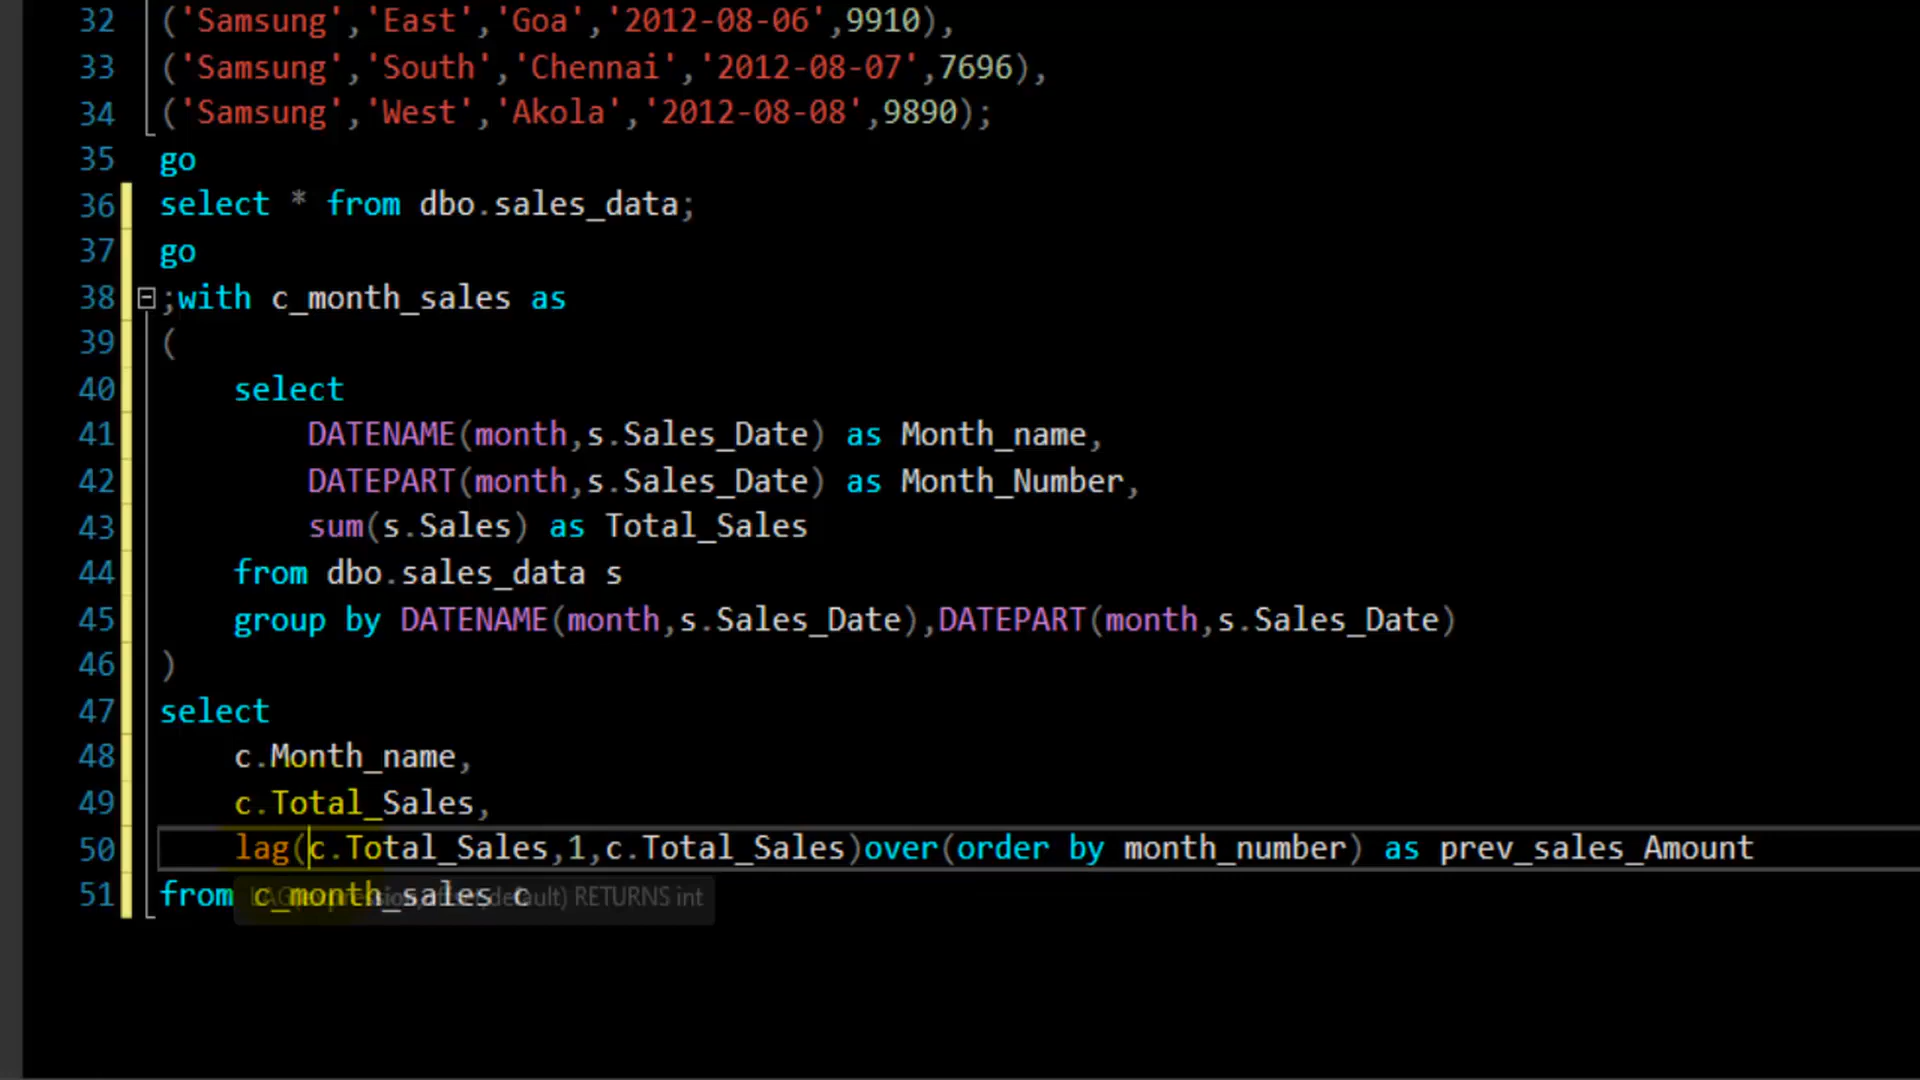 32 ('Samsung','East','Goa','2012-08-06',9910),
33 ('Samsung','South','Chennai','2012-08-07',7696),
34 ('Samsung','West','Akola','2012-08-08',9890);
35 go
36 select * from dbo.sales_data;
37 go
38 ;with c_month_sales as
39 (
40 select
41 DATENAME(month,s.Sales_Date) as Month_name,
42 DATEPART(month,s.Sales_Date) as Month_Number,
43 sum(s.Sales) as Total_Sales
44 from dbo.sales_data s
45 group by DATENAME(month,s.Sales_Date),DATEPART(month,s.Sales_Date)
46 )
47 select
48 c.Month_name,
49 c.Total_Sales,
50 lag(c.Total_Sales,1,c.Total_Sales)over(order by month_number) as prev_sales_Amount
51 from c_month_sales c
RETURNS int